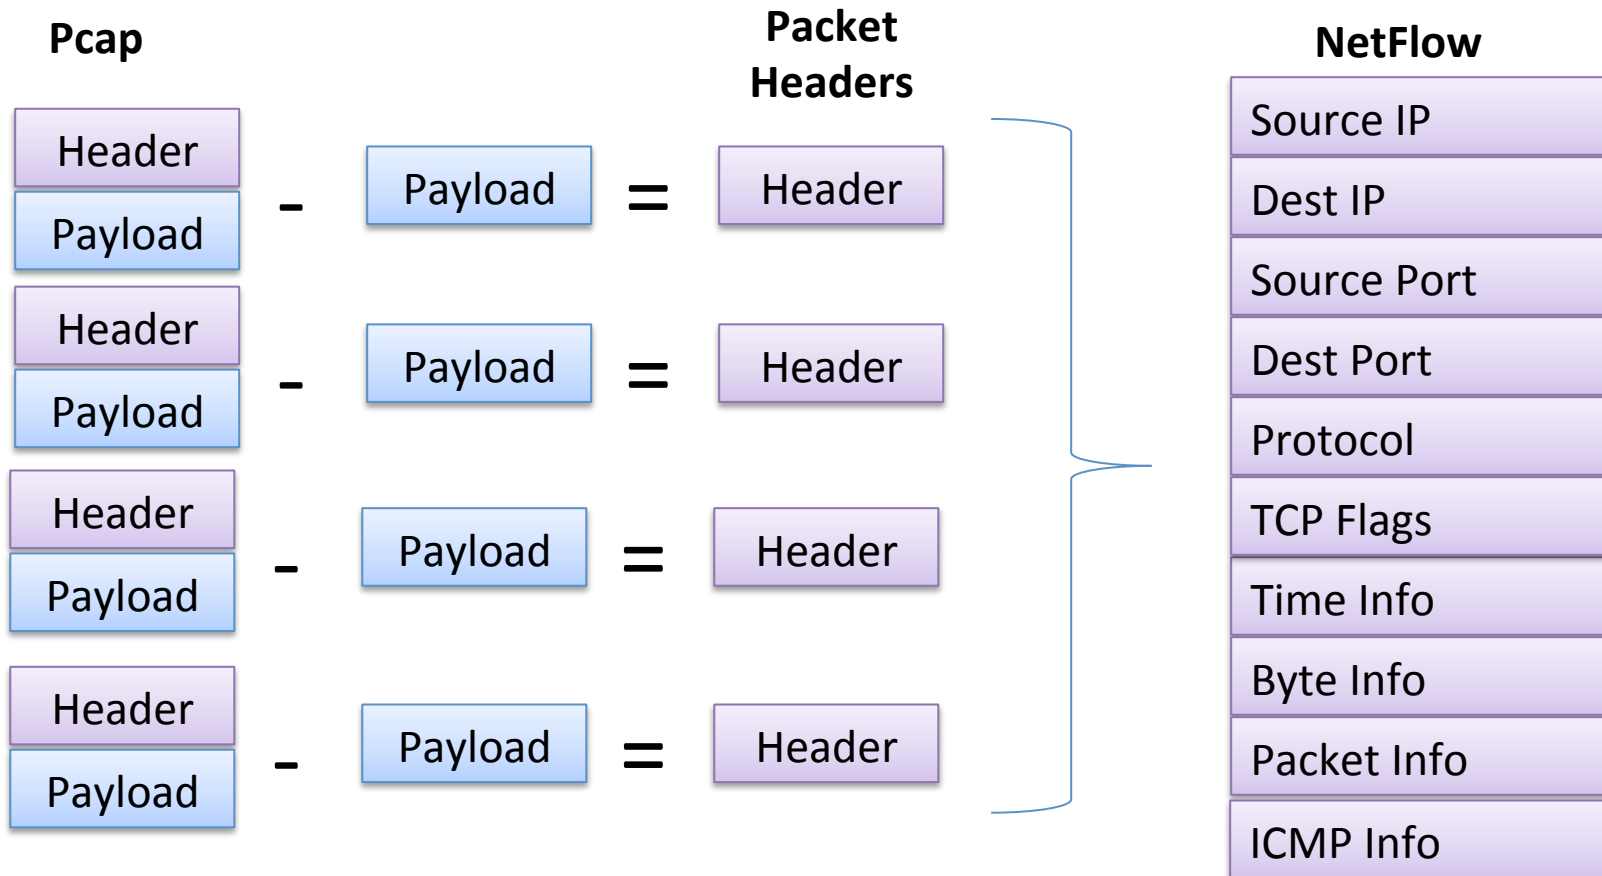 Pcap
Packet
Headers
NetFlow
Header
Payload
-
Payload
=
Header
Header
Payload
-
Payload
=
Header
Header
Payload
-
Payload
=
Header
Header
Payload
-
Payload
=
Header
Source IP
Dest IP
Source Port
Dest Port
Protocol
TCP Flags
Time Info
Byte Info
Packet Info
ICMP Info